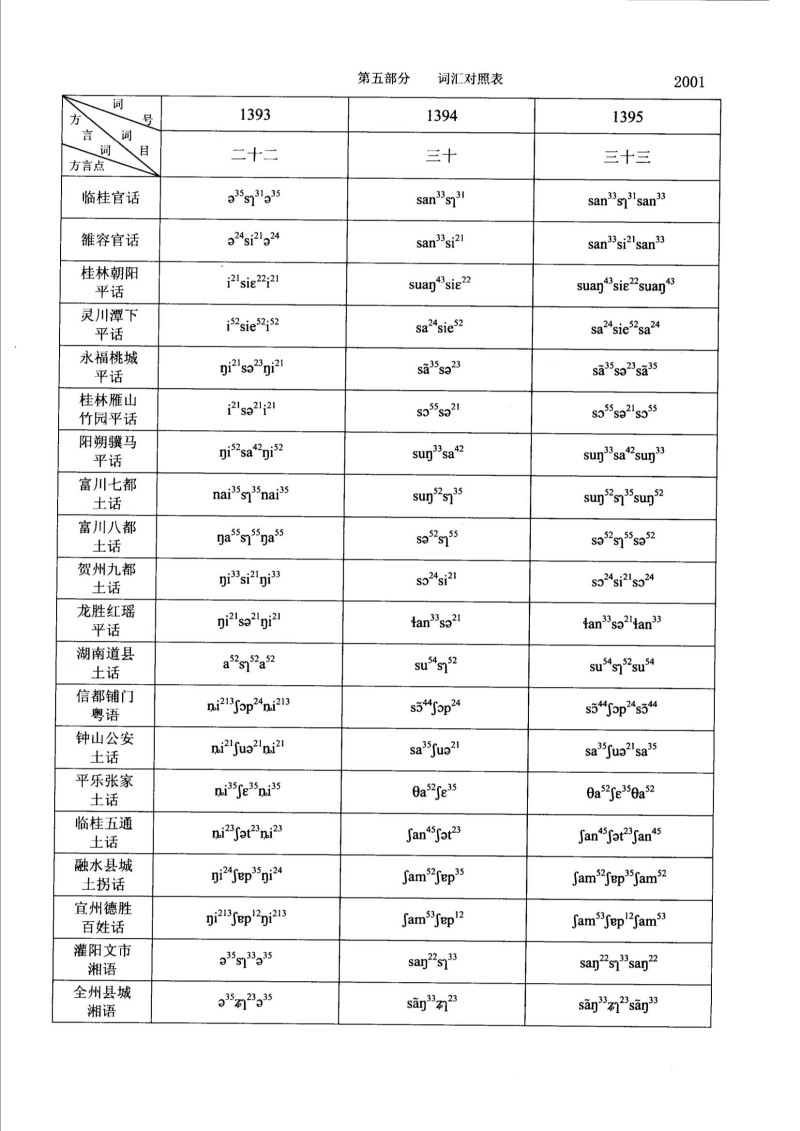 第五部分 词汇对照表 2001
词 号 1393 1394 1395
方 言 词 词 目 方言点 二十二 三十 三十三
临桂官话 ə³⁵sɿ³¹ə³⁵ san³³sɿ³¹ san³³sɿ³¹san³³
雒容官话 ə²⁴si²¹ə²⁴ san³³si²¹ san³³si²¹san³³
桂林朝阳
平话 i²¹siɛ²²i²¹ suaŋ⁴³siɛ²² suaŋ⁴³siɛ²²suaŋ⁴³
灵川潭下
平话 i⁵²sie⁵²i⁵² sa²⁴sie⁵² sa²⁴sie⁵²sa²⁴
永福桃城
平话 ŋi²¹sə²³ŋi²¹ sã³⁵sə²³ sã³⁵sə²³sã³⁵
桂林雁山
竹园平话 i²¹sə²¹i²¹ sɔ⁵⁵sə²¹ sɔ⁵⁵sə²¹sɔ⁵⁵
阳朔骥马
平话 ŋi⁵²sa⁴²ŋi⁵² suŋ³³sa⁴² suŋ³³sa⁴²suŋ³³
富川七都
土话 nai³⁵sɿ³⁵nai³⁵ suŋ⁵²sɿ³⁵ suŋ⁵²sɿ³⁵suŋ⁵²
富川八都
土话 ŋa⁵⁵sɿ⁵⁵ŋa⁵⁵ sə⁵²sɿ⁵⁵ sə⁵²sɿ⁵⁵sə⁵²
贺州九都
土话 ŋi³³si²¹ŋi³³ sɔ²⁴si²¹ sɔ²⁴si²¹sɔ²⁴
龙胜红瑶
平话 ŋi²¹sə²¹ŋi²¹ ɬan³³sə²¹ ɬan³³sə²¹ɬan³³
湖南道县
土话 a⁵²sɿ⁵²a⁵² su⁵⁴sɿ⁵² su⁵⁴sɿ⁵²su⁵⁴
信都铺门
粤语 ȵi²¹³ʃɔp²⁴ȵi²¹³ sɔ̃⁴⁴ʃɔp²⁴ sɔ̃⁴⁴ʃɔp²⁴sɔ̃⁴⁴
钟山公安
土话 ȵi²¹ʃuə²¹ȵi²¹ sa³⁵ʃuə²¹ sa³⁵ʃuə²¹sa³⁵
平乐张家
土话 ȵi³⁵ʃɛ³⁵ȵi³⁵ θa⁵²ʃɛ³⁵ θa⁵²ʃɛ³⁵θa⁵²
临桂五通
土话 ȵi²³ʃət²³ȵi²³ ʃan⁴⁵ʃət²³ ʃan⁴⁵ʃət²³ʃan⁴⁵
融水县城
土拐话 ŋi²⁴ʃɐp³⁵ŋi²⁴ ʃam⁵²ʃɐp³⁵ ʃam⁵²ʃɐp³⁵ʃam⁵²
宜州德胜
百姓话 ŋi²¹³ʃɐp¹²ŋi²¹³ ʃam⁵³ʃɐp¹² ʃam⁵³ʃɐp¹²ʃam⁵³
灌阳文市
湘语 ə³⁵sɿ³³ə³⁵ saŋ²²sɿ³³ saŋ²²sɿ³³saŋ²²
全州县城
湘语 ə³⁵ʑɿ²³ə³⁵ sãŋ³³ʑɿ²³ sãŋ³³ʑɿ²³sãŋ³³